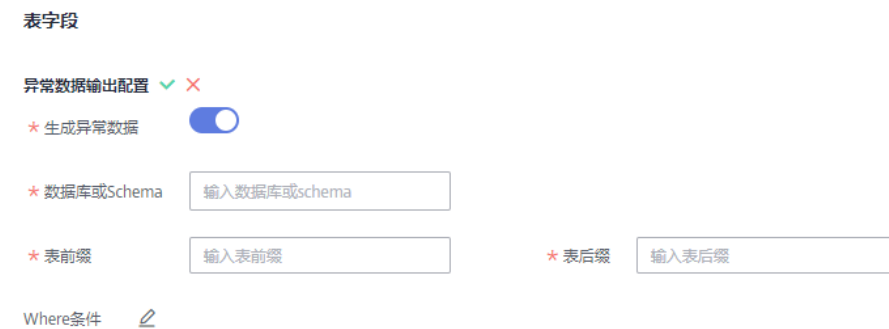 表字段
异常数据输出配置
* 生成异常数据
* 数据库或Schema 输入数据库或schema
* 表前缀 输入表前缀 * 表后缀 输入表后缀
Where条件